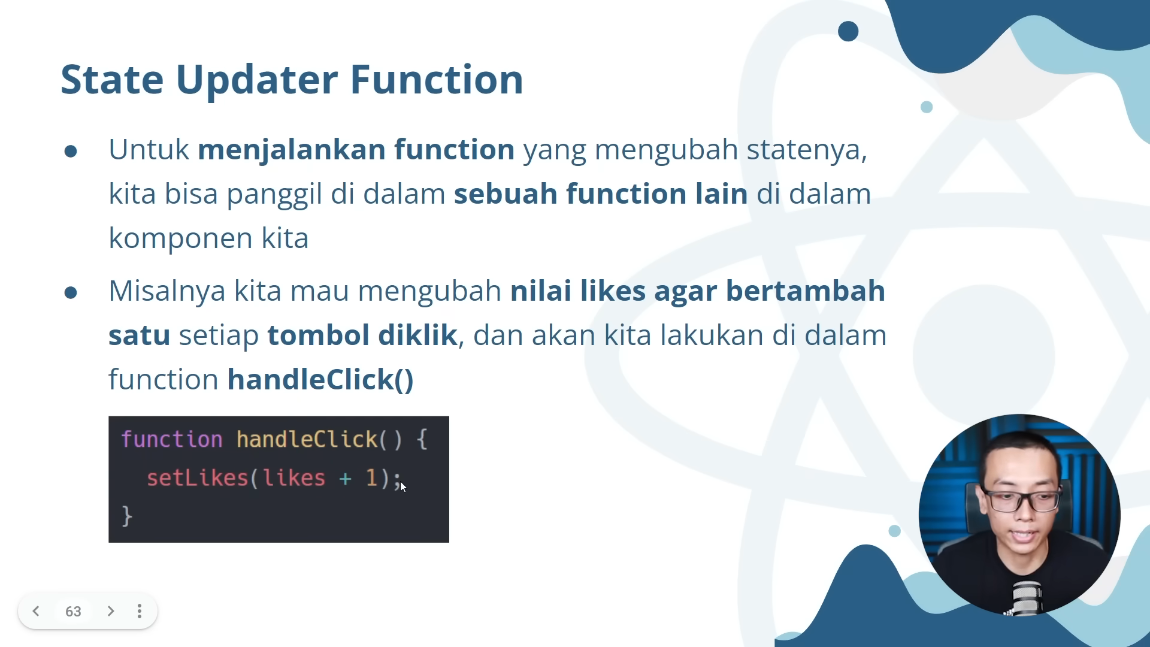 State Updater Function
● Untuk menjalankan function yang mengubah statenya,
kita bisa panggil di dalam sebuah function lain di dalam
komponen kita
● Misalnya kita mau mengubah nilai likes agar bertambah
satu setiap tombol diklik, dan akan kita lakukan di dalam
function handleClick()
function handleClick() {
  setLikes(likes + 1);
}
63